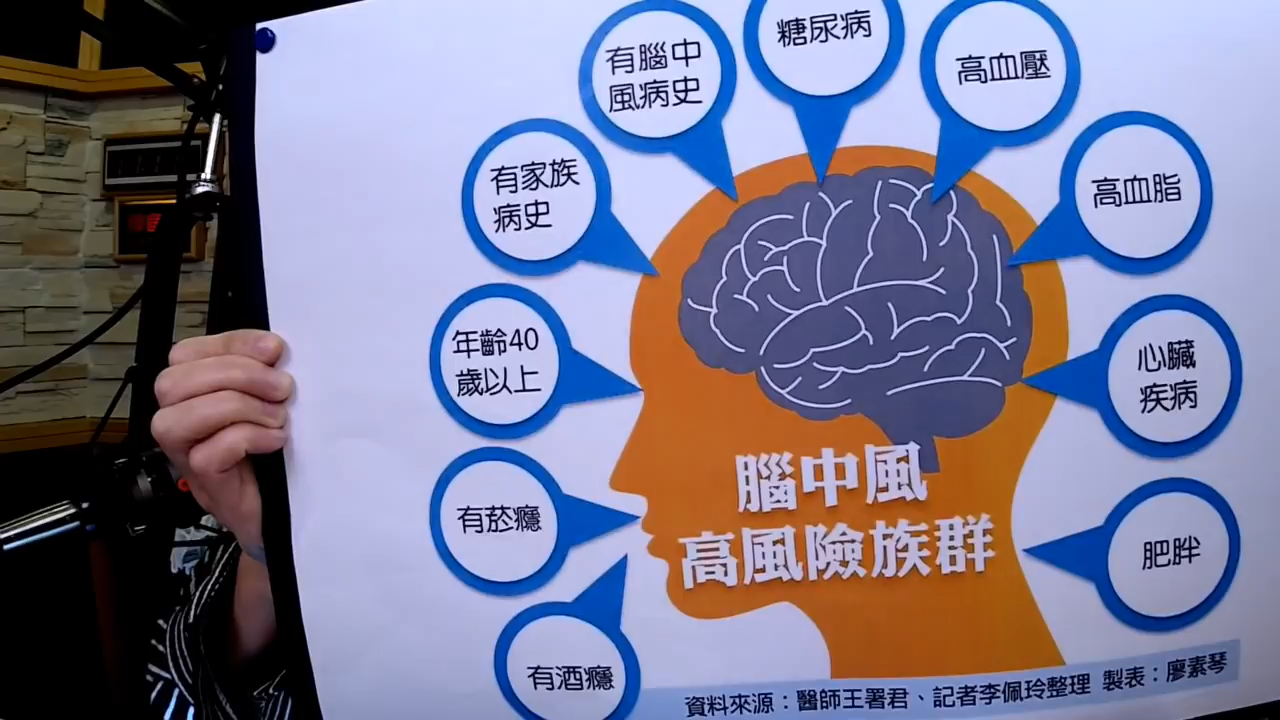 糖尿病
有腦中
風病史
高血壓
有家族
病史
高血脂
年齡40
歲以上
心臟
疾病
有菸癮
肥胖
有酒癮
腦中風
高風險族群
資料來源：醫師王署君、記者李佩玲整理 製表：廖素琴